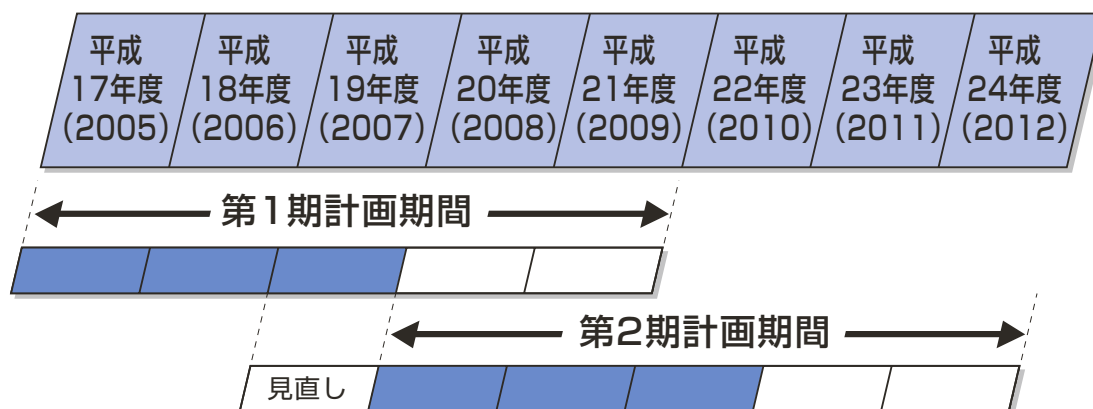 平成 17年度 (2005)
平成 18年度 (2006)
平成 19年度 (2007)
平成 20年度 (2008)
平成 21年度 (2009)
平成 22年度 (2010)
平成 23年度 (2011)
平成 24年度 (2012)
第1期計画期間
第2期計画期間
見直し